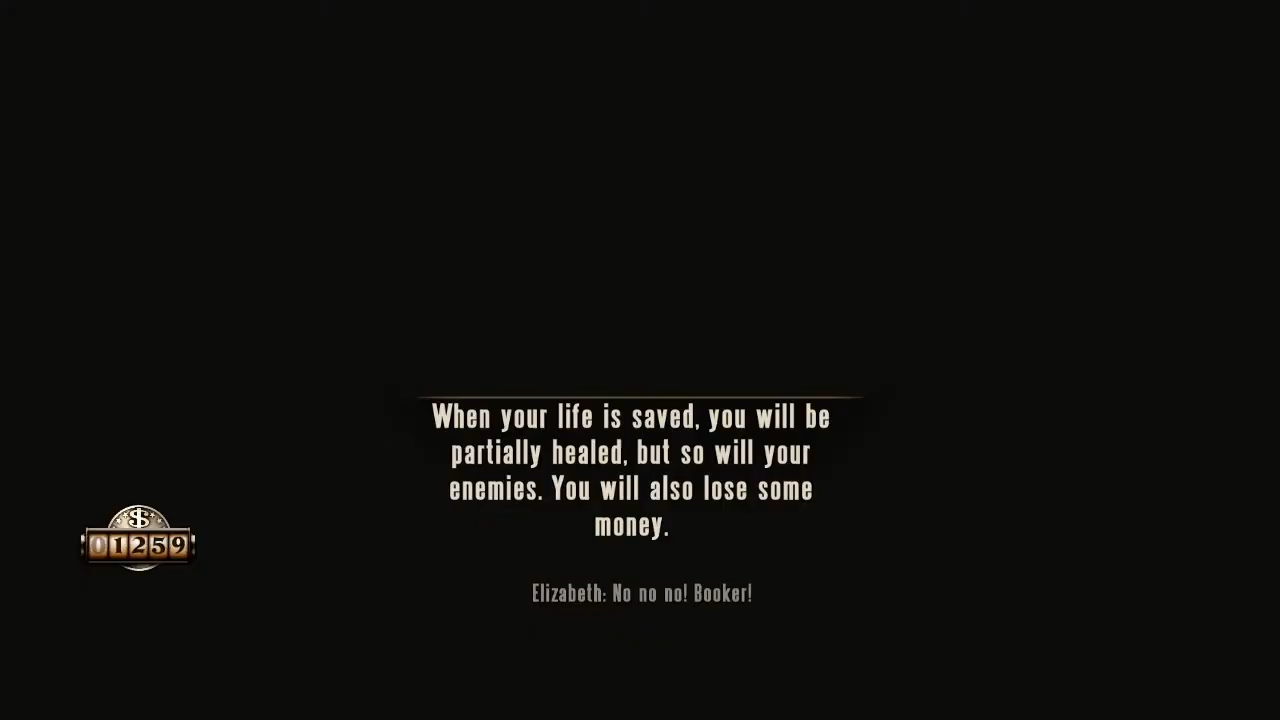 When your life is saved, you will be
partially healed, but so will your
enemies. You will also lose some
money.
$
01259
Elizabeth: No no no! Booker!